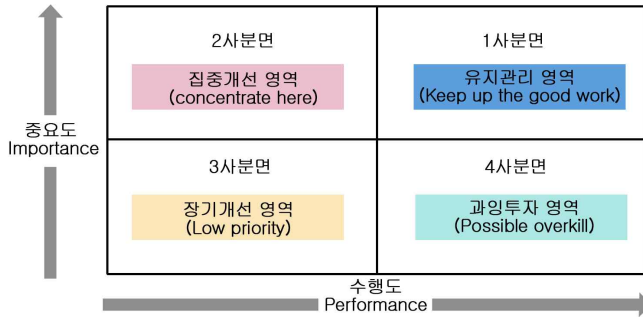 2사분면
집중개선 영역
(concentrate here)
1사분면
유지관리 영역
(Keep up the good work)
중요도
Importance
3사분면
장기개선 영역
(Low priority)
4사분면
과잉투자 영역
(Possible overkill)
수행도
Performance